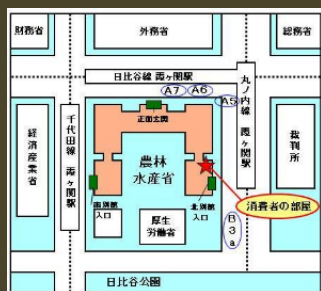 財務省
外務省
総務省
日比谷線 霞ヶ関駅
A7
A6
A5
正面玄関
経済産業省
千代田線 霞ヶ関駅
農林
水産省
丸ノ内線 霞ヶ関駅
裁判所
南別館
入口
厚生
労働省
北別館
入口
消費者の部屋
B3a
日比谷公園